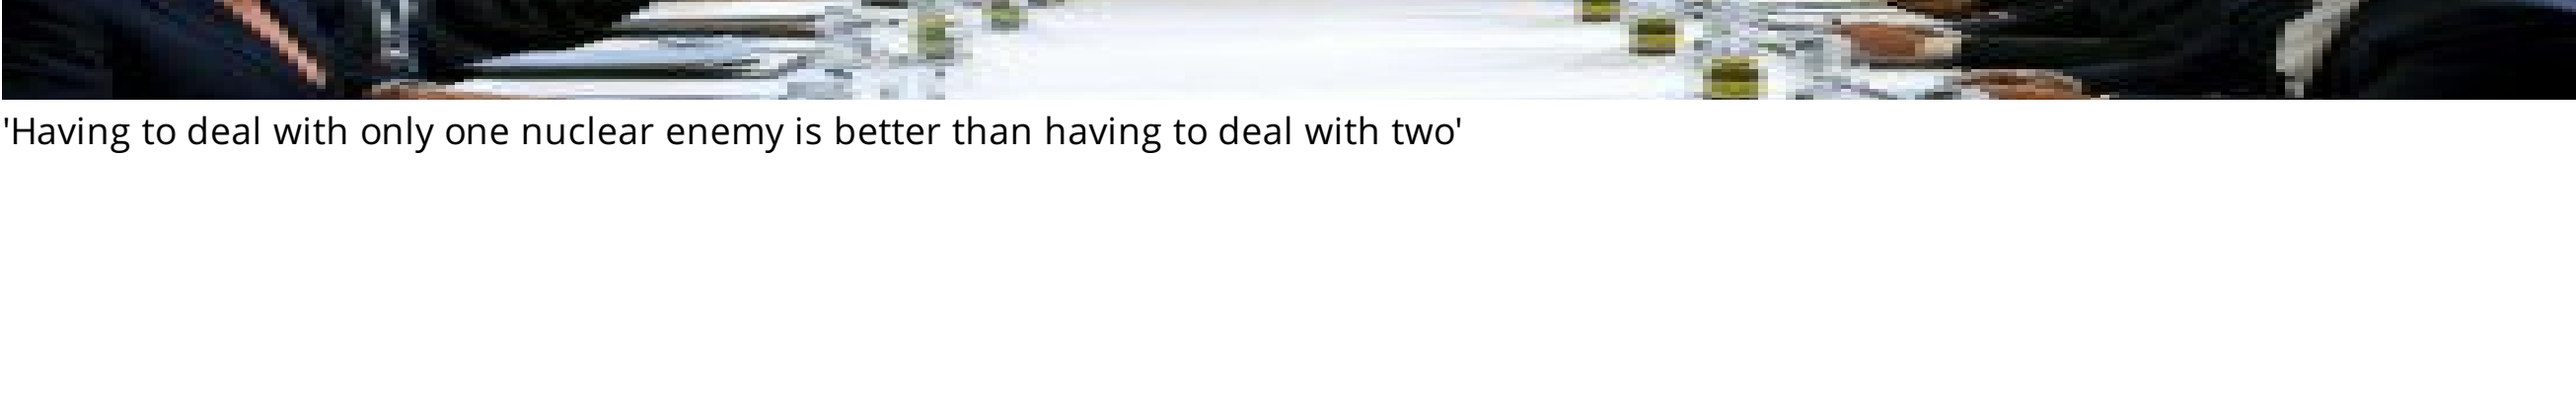 'Having to deal with only one nuclear enemy is better than having to deal with two'